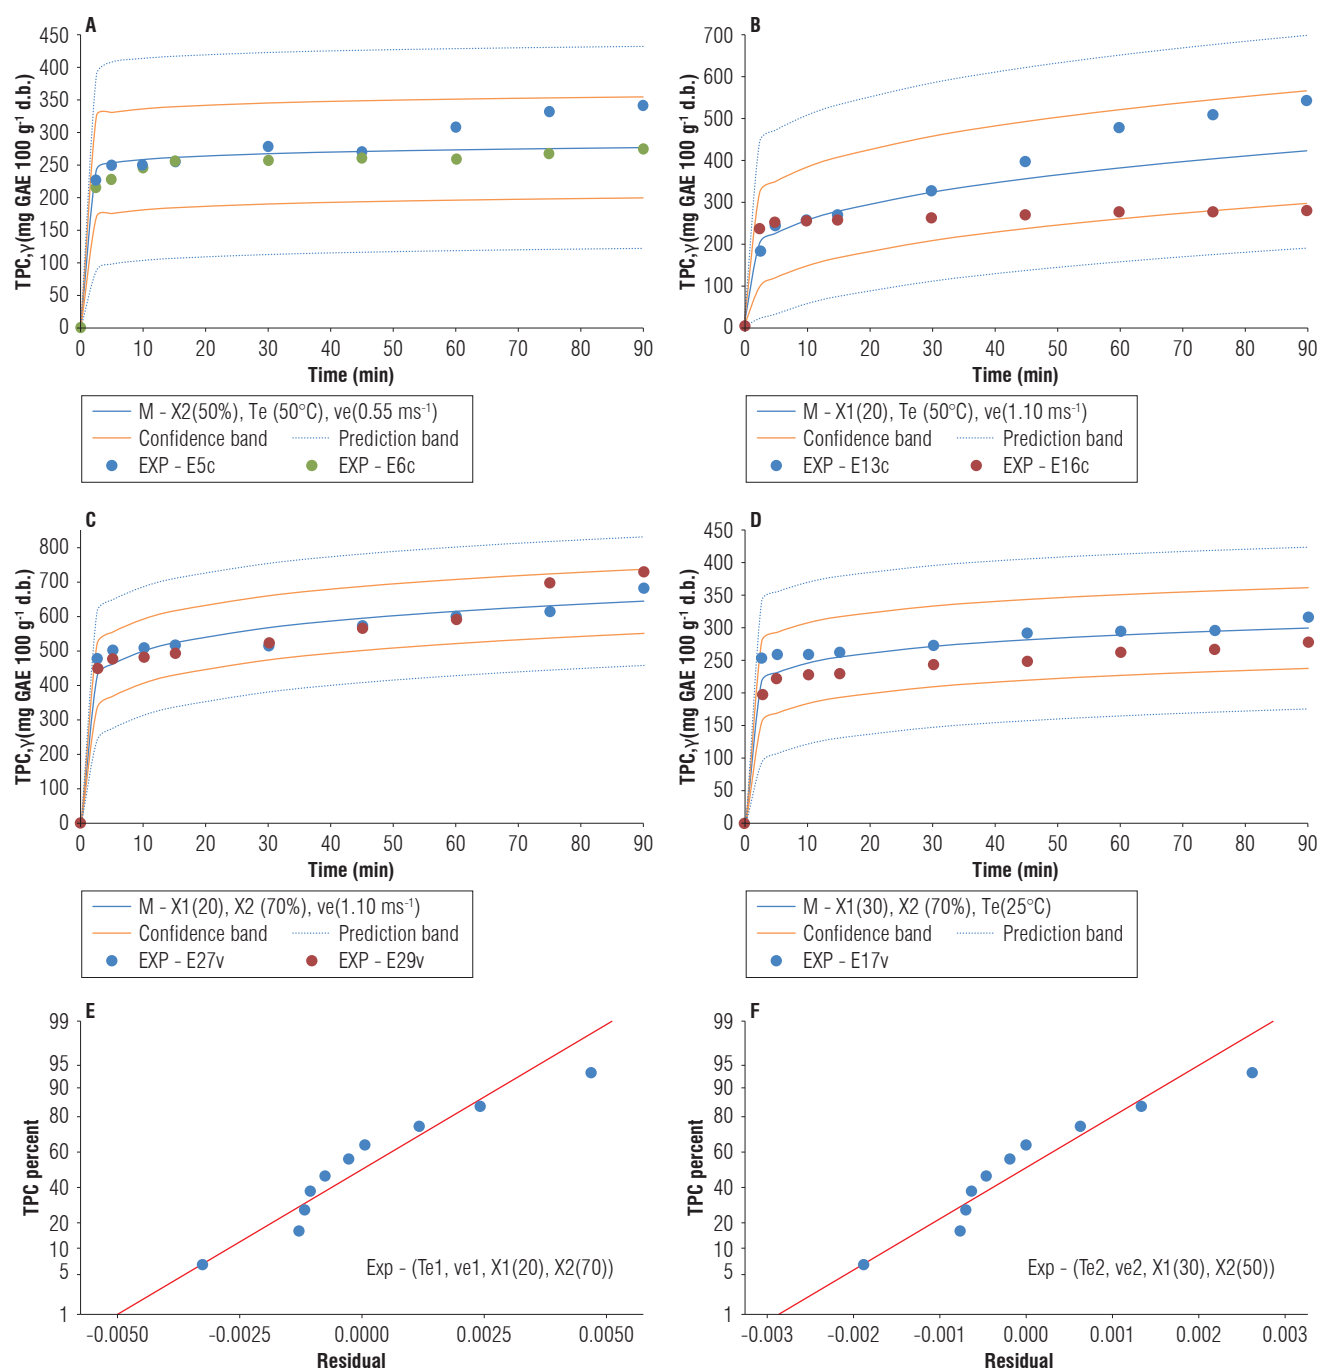 A
450
400
350
300
250
200
150
100
50
0
TPC,γ(mg GAE 100 g⁻¹ d.b.)
0 10 20 30 40 50 60 70 80 90
Time (min)
M - X2(50%), Te (50°C), ve(0.55 ms⁻¹)
Confidence band Prediction band
EXP - E5c EXP - E6c
B
700
600
500
400
300
200
100
0
TPC,γ(mg GAE 100 g⁻¹ d.b.)
0 10 20 30 40 50 60 70 80 90
Time (min)
M - X1(20), Te (50°C), ve(1.10 ms⁻¹)
Confidence band Prediction band
EXP - E13c EXP - E16c
C
800
700
600
500
400
300
200
100
0
TPC,γ(mg GAE 100 g⁻¹ d.b.)
0 10 20 30 40 50 60 70 80 90
Time (min)
M - X1(20), X2 (70%), ve(1.10 ms⁻¹)
Confidence band Prediction band
EXP - E27v EXP - E29v
D
450
400
350
300
250
200
150
100
50
0
TPC,γ(mg GAE 100 g⁻¹ d.b.)
0 10 20 30 40 50 60 70 80 90
Time (min)
M - X1(30), X2 (70%), Te(25°C)
Confidence band Prediction band
EXP - E17v
E
99
95
90
80
60
40
20
10
5
1
TPC percent
Exp - (Te1, ve1, X1(20), X2(70))
-0.0050 -0.0025 0.0000 0.0025 0.0050
Residual
F
99
95
90
80
60
40
20
10
5
1
TPC percent
Exp - (Te2, ve2, X1(30), X2(50))
-0.003 -0.002 -0.001 0.000 0.001 0.002 0.003
Residual